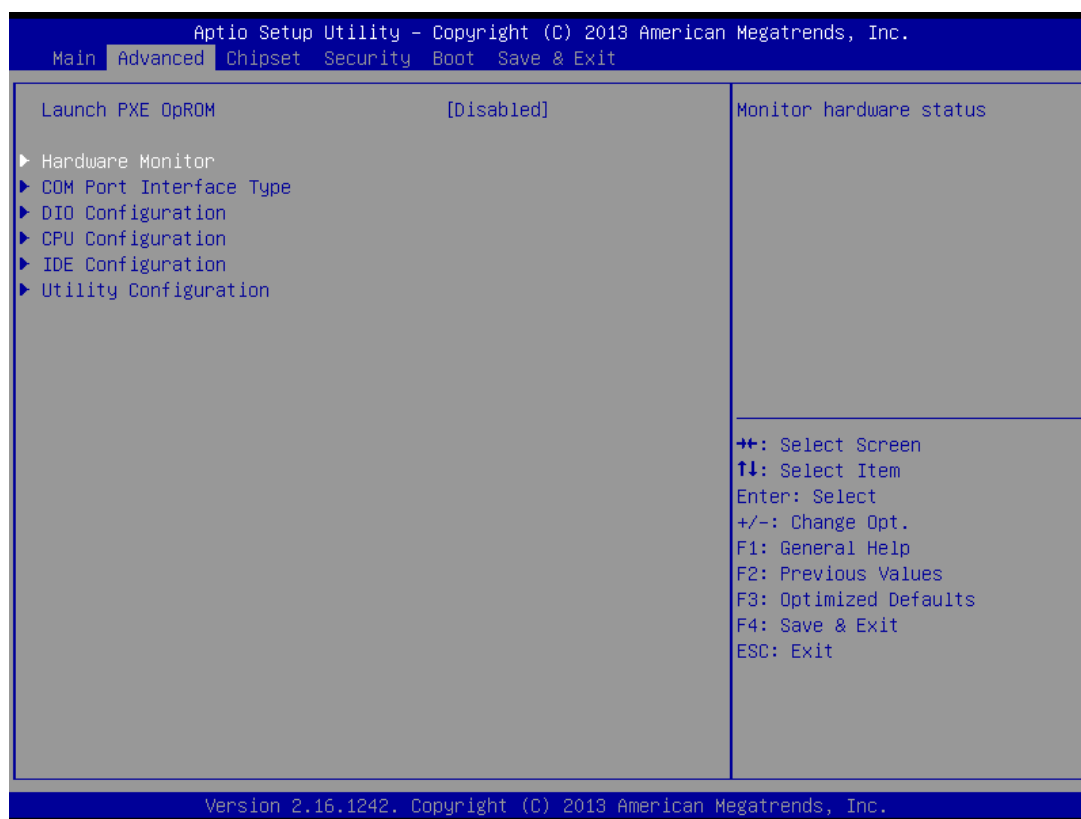 Aptio Setup Utility – Copyright (C) 2013 American Megatrends, Inc.
Main Advanced Chipset Security Boot Save & Exit
Launch PXE OpROM [Disabled]
▶ Hardware Monitor
▶ COM Port Interface Type
▶ DIO Configuration
▶ CPU Configuration
▶ IDE Configuration
▶ Utility Configuration
Monitor hardware status
→←: Select Screen
↑↓: Select Item
Enter: Select
+/-: Change Opt.
F1: General Help
F2: Previous Values
F3: Optimized Defaults
F4: Save & Exit
ESC: Exit
Version 2.16.1242. Copyright (C) 2013 American Megatrends, Inc.